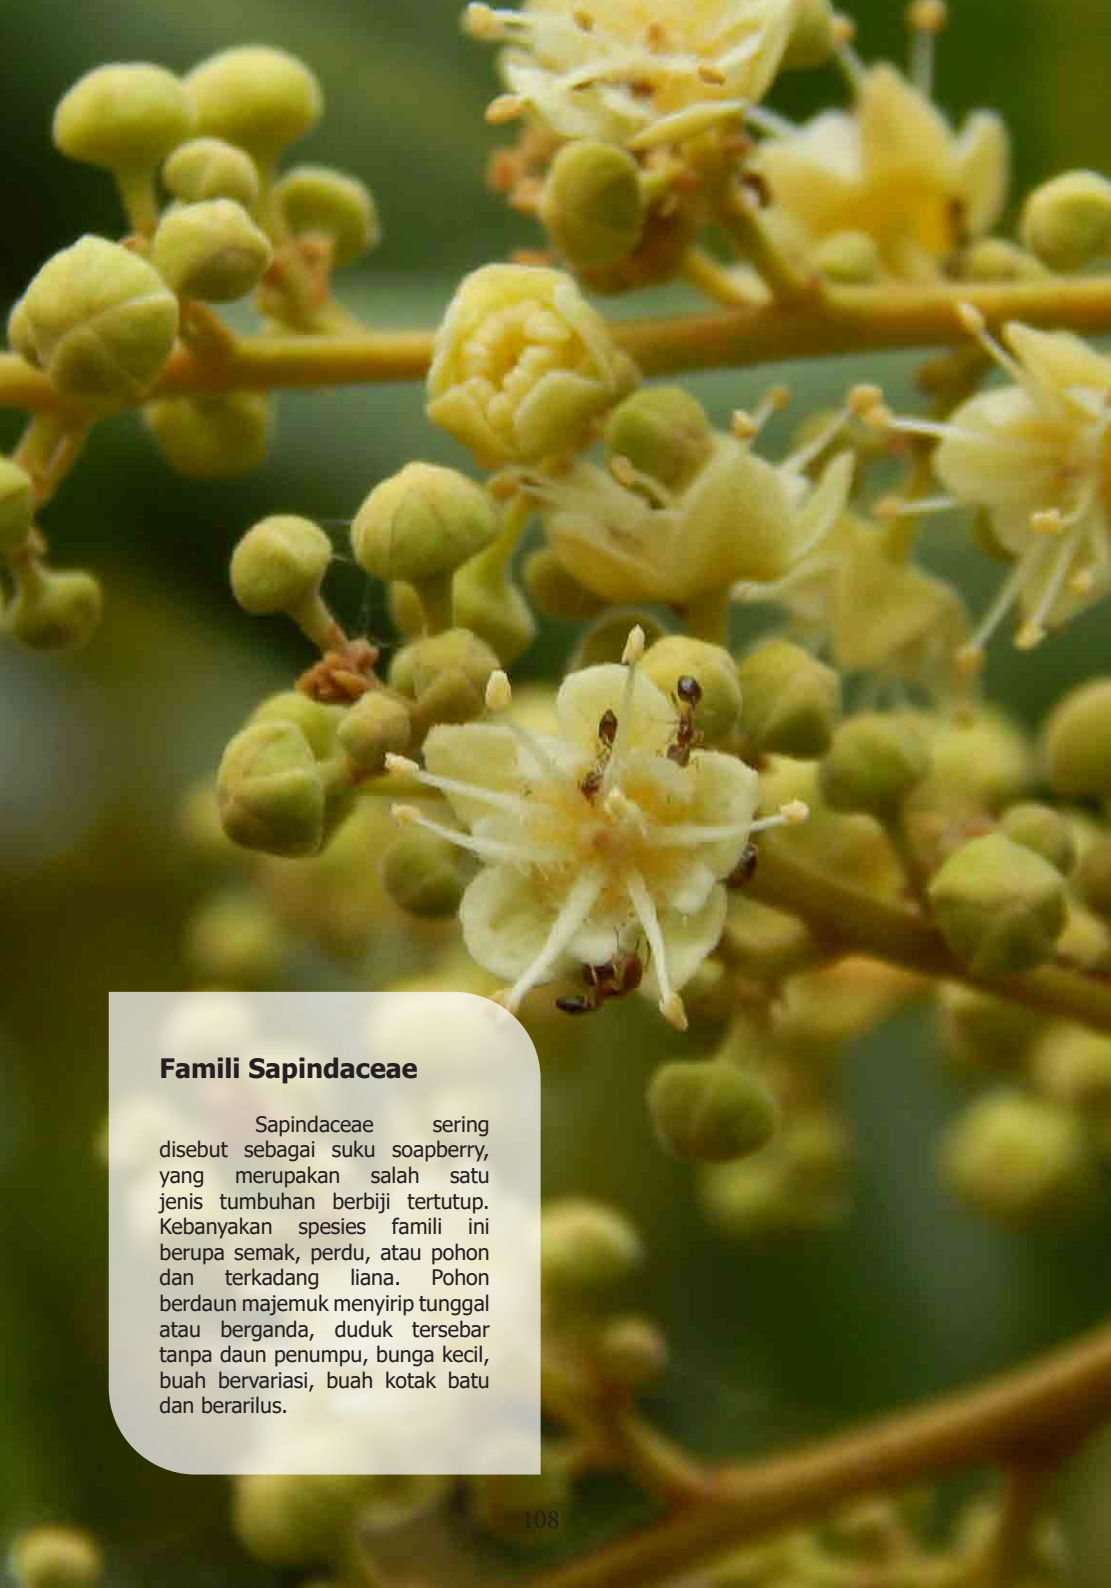 Famili Sapindaceae
Sapindaceae sering
disebut sebagai suku soapberry,
yang merupakan salah satu
jenis tumbuhan berbiji tertutup.
Kebanyakan spesies famili ini
berupa semak, perdu, atau pohon
dan terkadang liana. Pohon
berdaun majemuk menyirip tunggal
atau berganda, duduk tersebar
tanpa daun penumpu, bunga kecil,
buah bervariasi, buah kotak batu
dan berarilus.
108